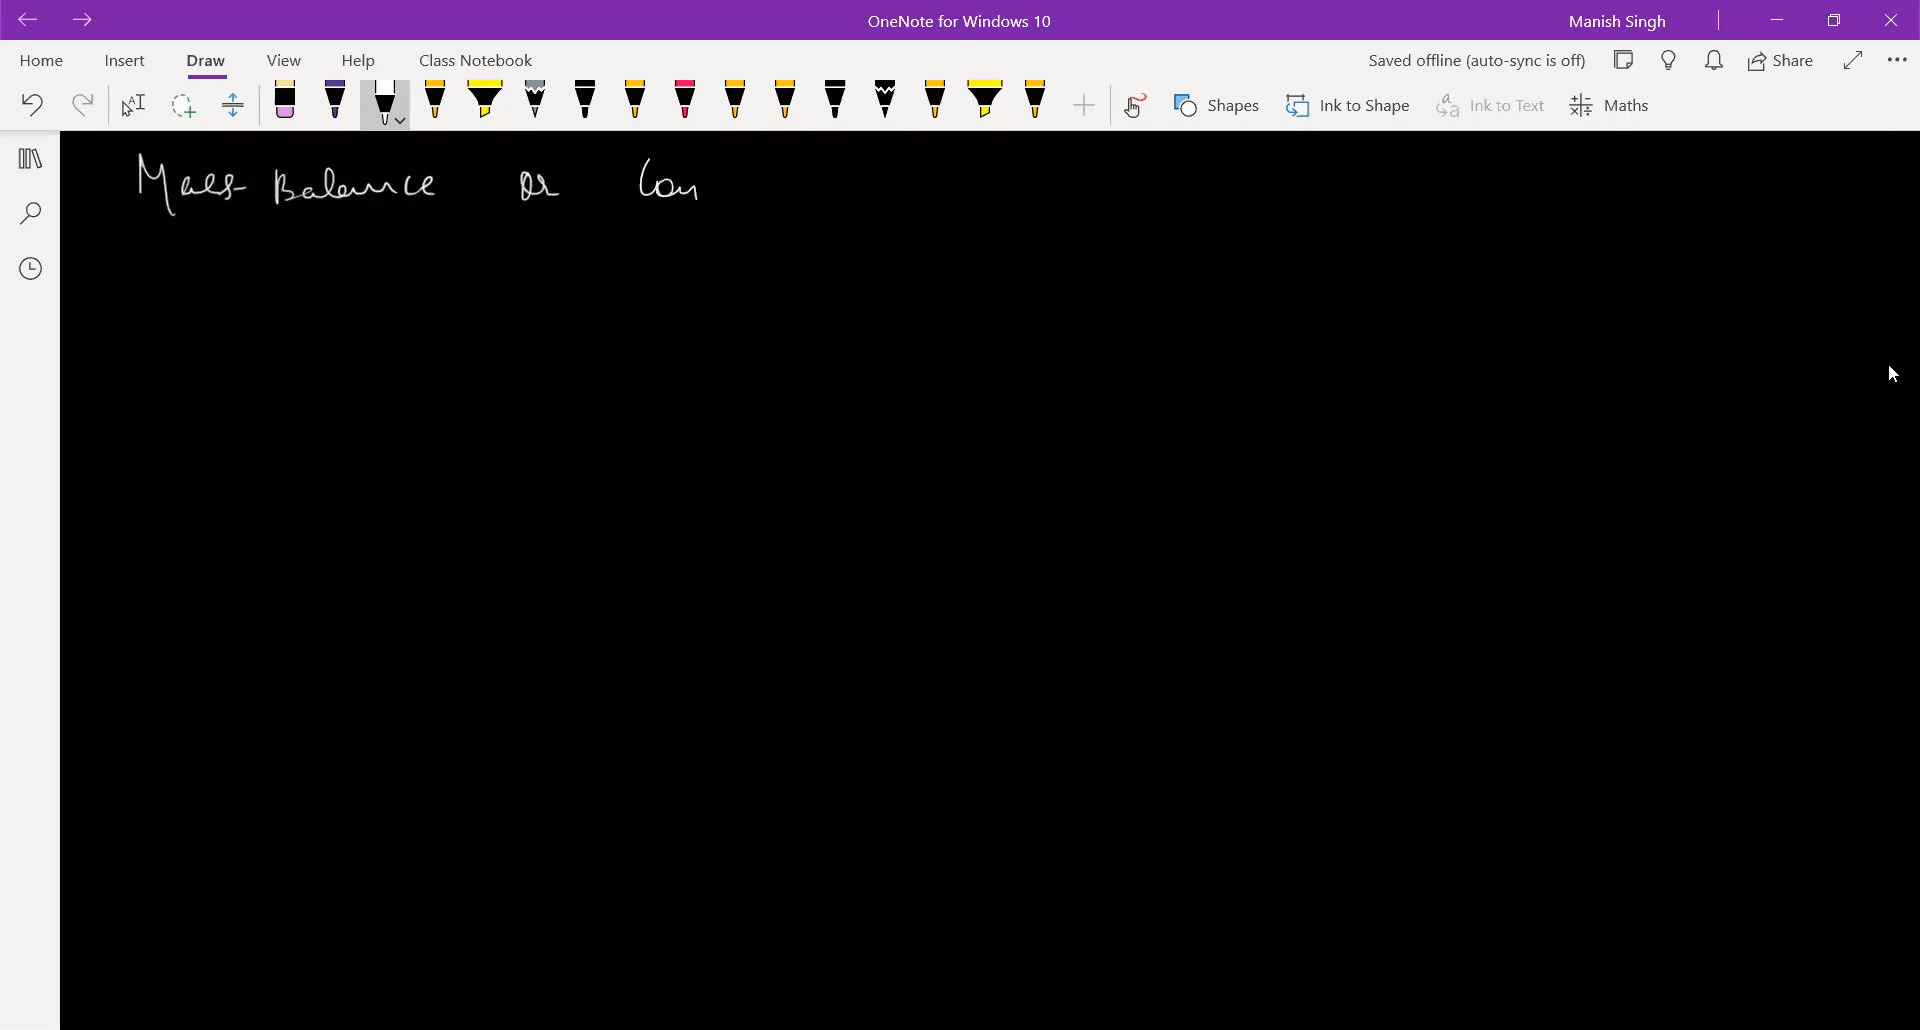 OneNote for Windows 10
Manish Singh
Home Insert Draw View Help Class Notebook
Saved offline (auto-sync is off) Share
Shapes Ink to Shape Ink to Text Maths
Mass Balance or Con